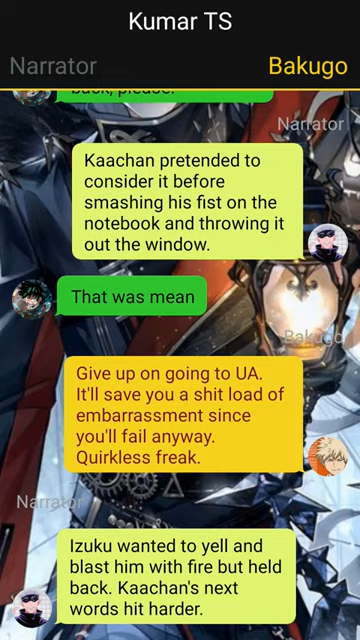 Kumar TS
Narrator
Bakugo
back, please.
Narrator
Kaachan pretended to
consider it before
smashing his fist on the
notebook and throwing it
out the window.
That was mean
Bakugo
Give up on going to UA.
It'll save you a shit load of
embarrassment since
you'll fail anyway.
Quirkless freak.
Narrator
Izuku wanted to yell and
blast him with fire but held
back. Kaachan's next
words hit harder.